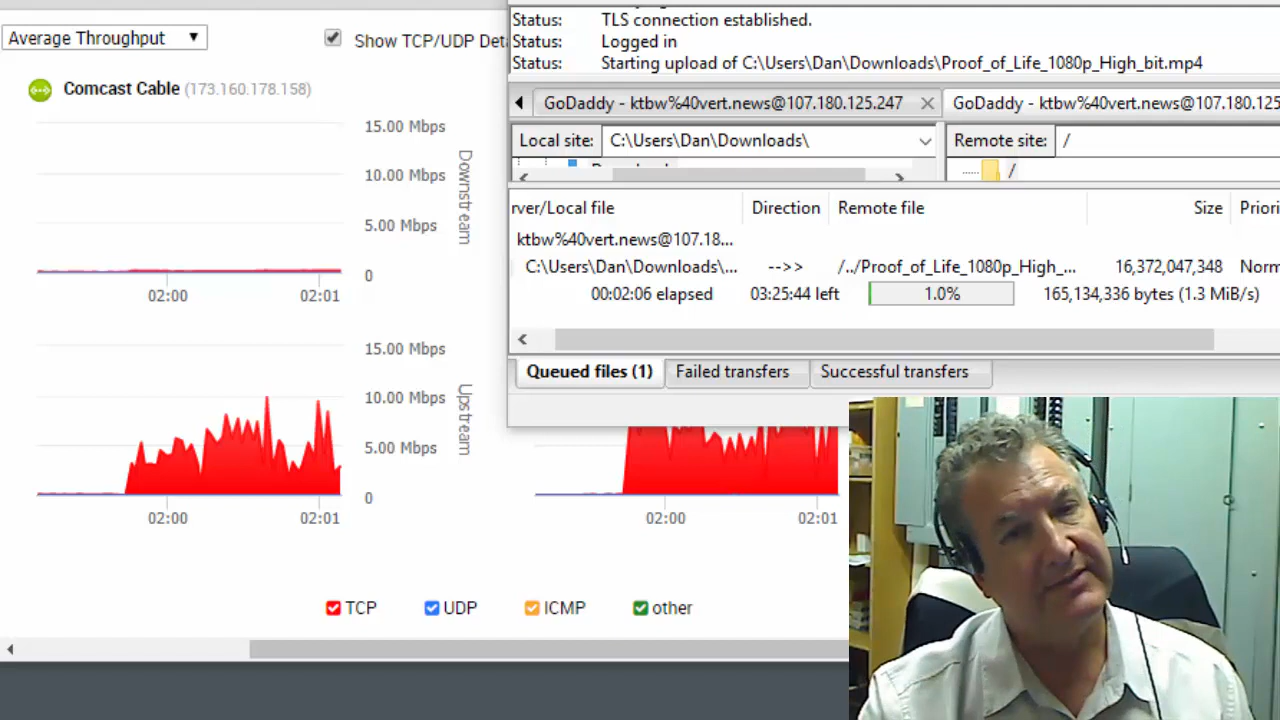 Average Throughput ▼
Show TCP/UDP Deta
Comcast Cable (173.160.178.158)
15.00 Mbps
10.00 Mbps
5.00 Mbps
0
Downstream
02:00 02:01
15.00 Mbps
10.00 Mbps
5.00 Mbps
0
Upstream
02:00 02:01
02:00 02:01
TCP UDP ICMP other
Status: TLS connection established.
Status: Logged in
Status: Starting upload of C:\Users\Dan\Downloads\Proof_of_Life_1080p_High_bit.mp4
GoDaddy - ktbw%40vert.news@107.180.125.247 GoDaddy - ktbw%40vert.news@107.180.125
Local site: C:\Users\Dan\Downloads\ Remote site: /
/
rver/Local file Direction Remote file Size Priori
ktbw%40vert.news@107.18...
C:\Users\Dan\Downloads\... -->> /../Proof_of_Life_1080p_High_... 16,372,047,348 Norm
00:02:06 elapsed 03:25:44 left 1.0% 165,134,336 bytes (1.3 MiB/s)
Queued files (1) Failed transfers Successful transfers